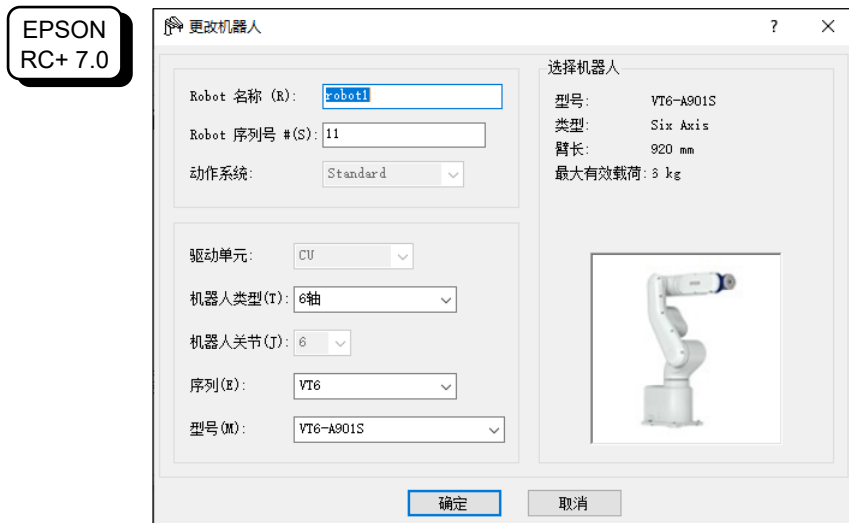 EPSON
RC+ 7.0
更改机器人
?
Robot 名称 (R):
robot1
Robot 序列号 #(S):
11
动作系统:
Standard
驱动单元:
CU
机器人类型(T):
6轴
机器人关节(J):
6
序列(E):
VT6
型号(M):
VT6-A901S
选择机器人
型号:
VT6-A901S
类型:
Six Axis
臂长:
920 mm
最大有效载荷:
6 kg
确定
取消